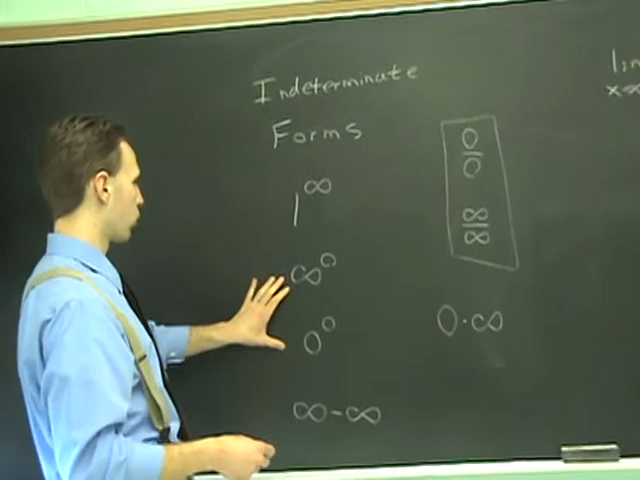 Indeterminate
Forms
1^∞
∞^0
0^0
∞-∞
0/0
∞/∞
0·∞
lim
x→∞